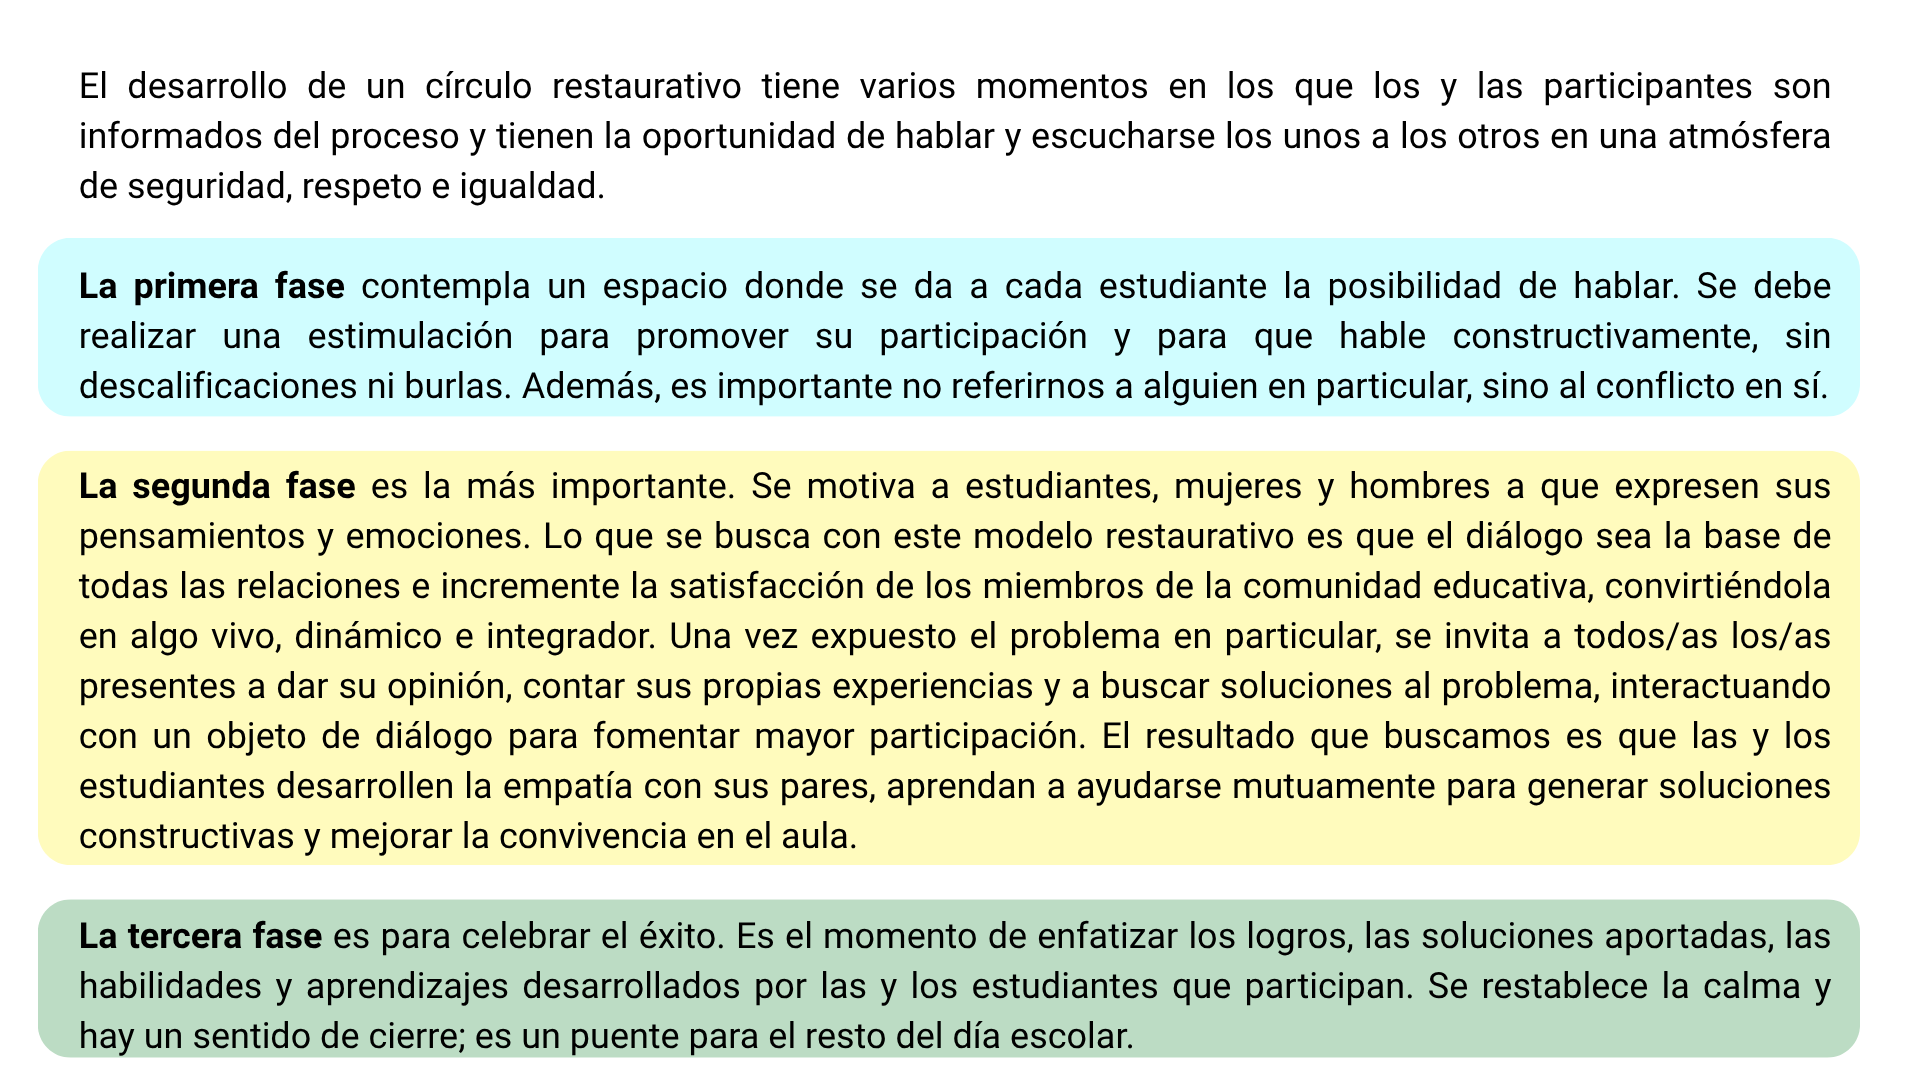 El desarrollo de un círculo restaurativo tiene varios momentos en los que los y las participantes son
informados del proceso y tienen la oportunidad de hablar y escucharse los unos a los otros en una atmósfera
de seguridad, respeto e igualdad.
La primera fase contempla un espacio donde se da a cada estudiante la posibilidad de hablar. Se debe
realizar una estimulación para promover su participación y para que hable constructivamente, sin
descalificaciones ni burlas. Además, es importante no referirnos a alguien en particular, sino al conflicto en sí.
La segunda fase es la más importante. Se motiva a estudiantes, mujeres y hombres a que expresen sus
pensamientos y emociones. Lo que se busca con este modelo restaurativo es que el diálogo sea la base de
todas las relaciones e incremente la satisfacción de los miembros de la comunidad educativa, convirtiéndola
en algo vivo, dinámico e integrador. Una vez expuesto el problema en particular, se invita a todos/as los/as
presentes a dar su opinión, contar sus propias experiencias y a buscar soluciones al problema, interactuando
con un objeto de diálogo para fomentar mayor participación. El resultado que buscamos es que las y los
estudiantes desarrollen la empatía con sus pares, aprendan a ayudarse mutuamente para generar soluciones
constructivas y mejorar la convivencia en el aula.
La tercera fase es para celebrar el éxito. Es el momento de enfatizar los logros, las soluciones aportadas, las
habilidades y aprendizajes desarrollados por las y los estudiantes que participan. Se restablece la calma y
hay un sentido de cierre; es un puente para el resto del día escolar.